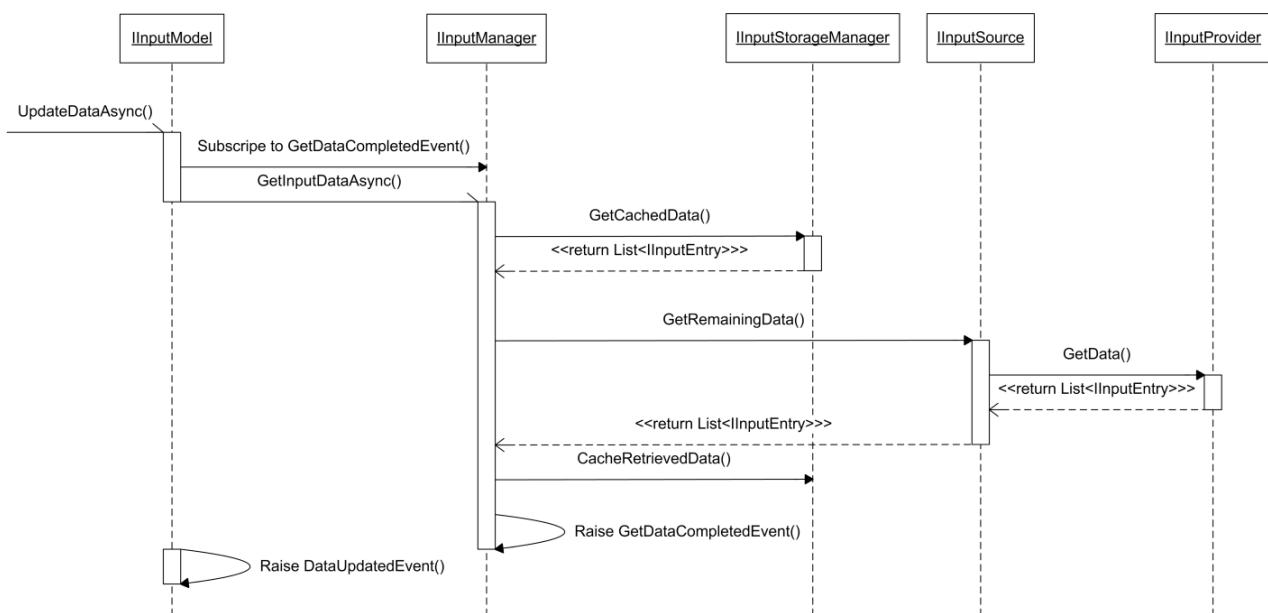 IInputModel
IInputManager
IInputStorageManager
IInputSource
IInputProvider
UpdateDataAsync()
Subscripe to GetDataCompletedEvent()
GetInputDataAsync()
GetCachedData()
<<return List<IInputEntry>>>
GetRemainingData()
GetData()
<<return List<IInputEntry>>>
<<return List<IInputEntry>>>
CacheRetrievedData()
Raise GetDataCompletedEvent()
Raise DataUpdatedEvent()